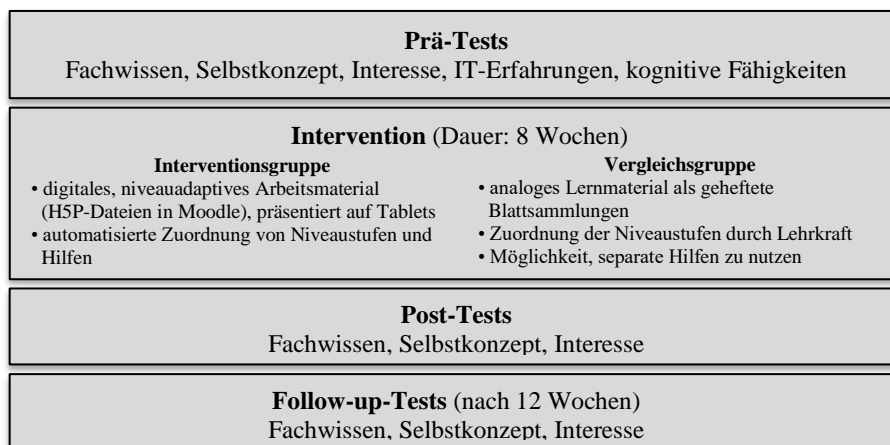 Prä-Tests
Fachwissen, Selbstkonzept, Interesse, IT-Erfahrungen, kognitive Fähigkeiten
Intervention (Dauer: 8 Wochen)
Interventionsgruppe
• digitales, niveauadaptives Arbeitsmaterial
(H5P-Dateien in Moodle), präsentiert auf Tablets
• automatisierte Zuordnung von Niveaustufen und
Hilfen
Vergleichsgruppe
• analoges Lernmaterial als geheftete
Blattsammlungen
• Zuordnung der Niveaustufen durch Lehrkraft
• Möglichkeit, separate Hilfen zu nutzen
Post-Tests
Fachwissen, Selbstkonzept, Interesse
Follow-up-Tests (nach 12 Wochen)
Fachwissen, Selbstkonzept, Interesse